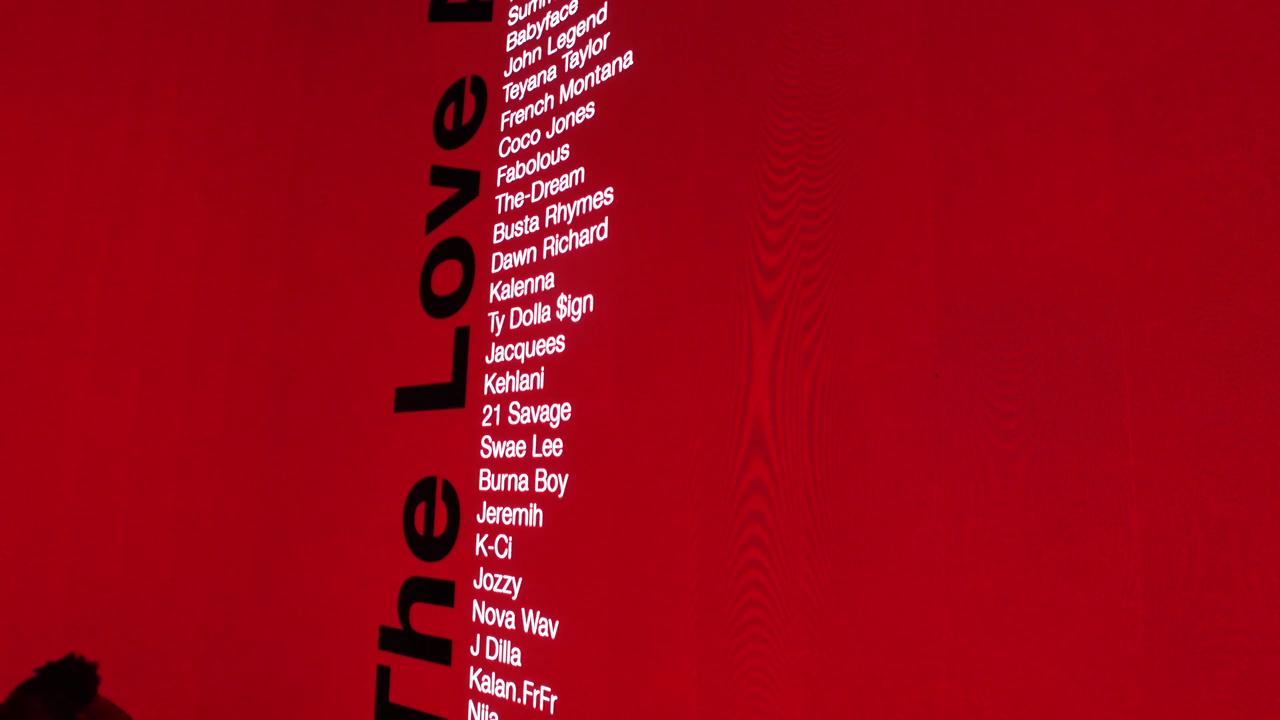 The Love
Babyface
John Legend
Teyana Taylor
French Montana
Coco Jones
Fabolous
The-Dream
Busta Rhymes
Dawn Richard
Kalenna
Ty Dolla $ign
Jacquees
Kehlani
21 Savage
Swae Lee
Burna Boy
Jeremih
K-Ci
Jozzy
Nova Wav
J Dilla
Kalan.FrFr